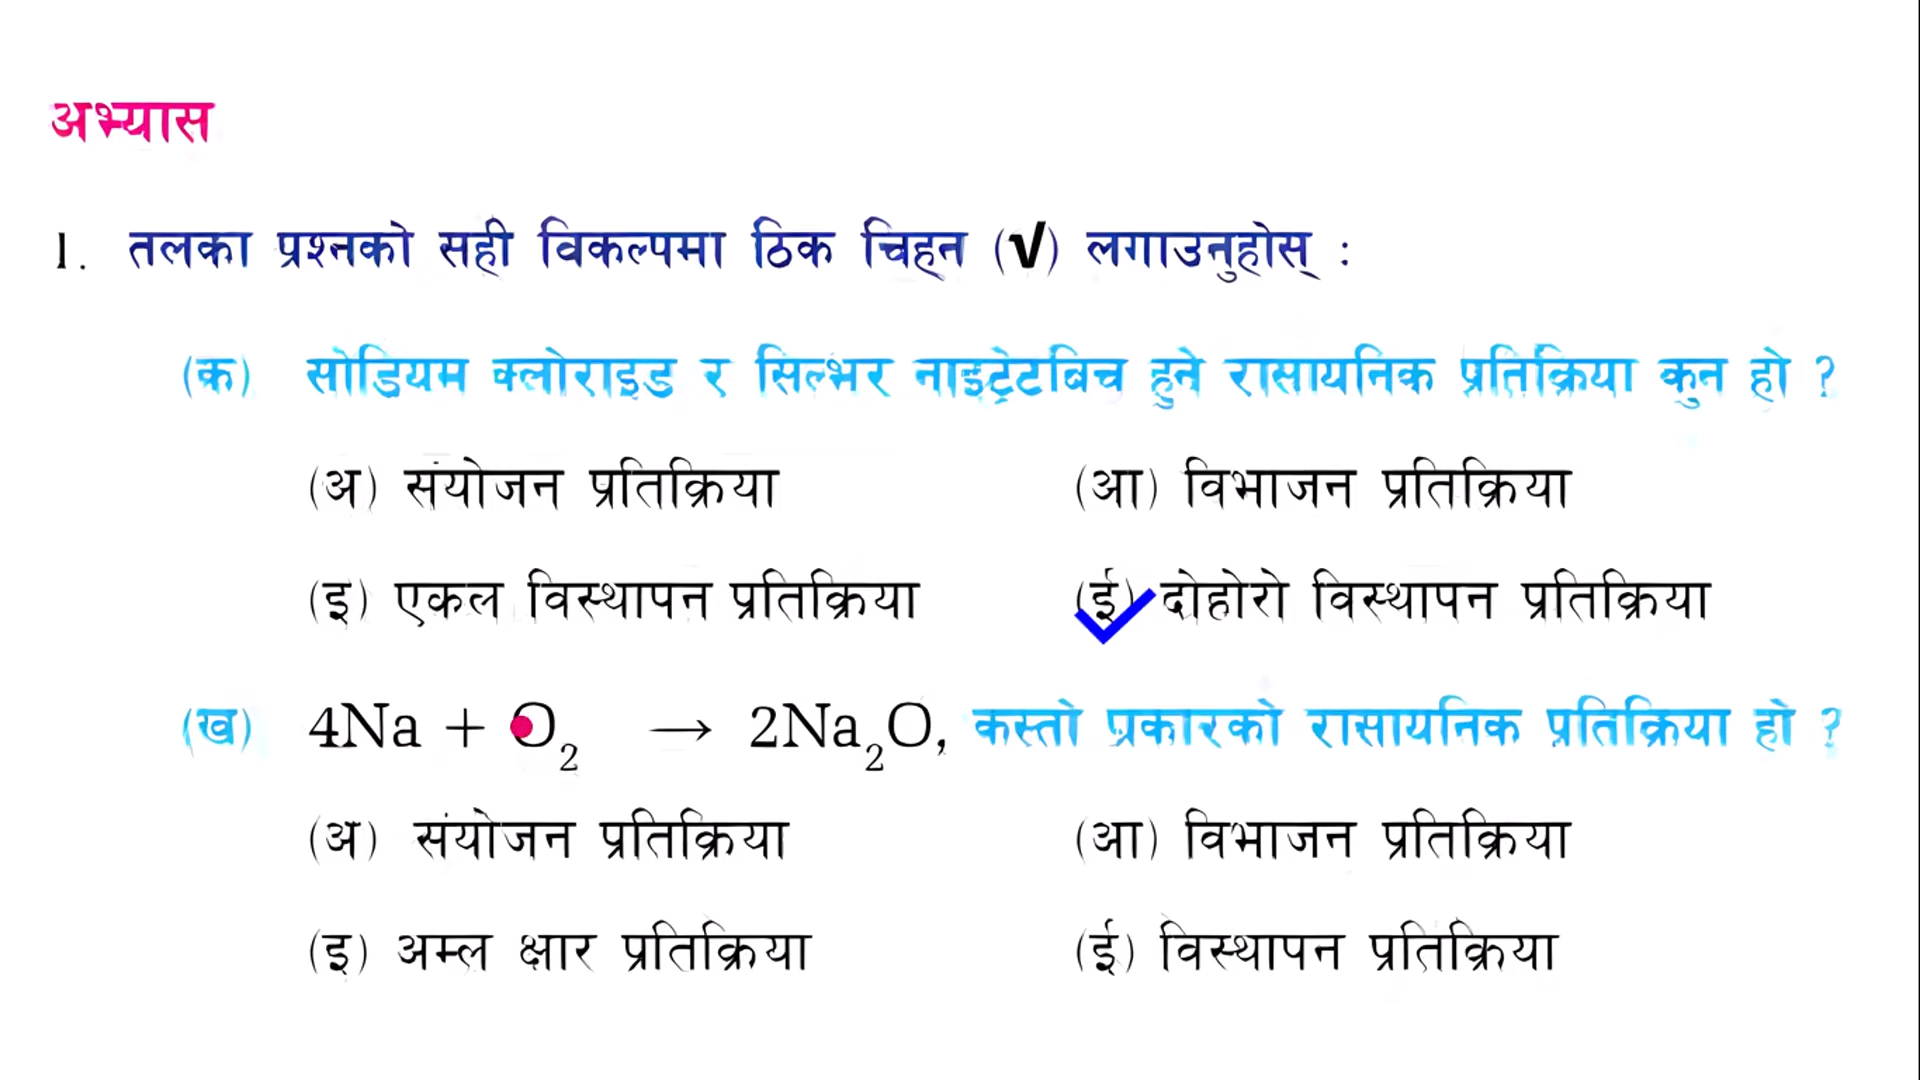 अभ्यास
1. तलका प्रश्नको सही विकल्पमा ठिक चिहन (√) लगाउनुहोस् :
(क) सोडियम क्लोराइड र सिल्भर नाइट्रेटबिच हुने रासायनिक प्रतिक्रिया कुन हो ?
(अ) संयोजन प्रतिक्रिया (आ) विभाजन प्रतिक्रिया
(इ) एकल विस्थापन प्रतिक्रिया (ई) दोहोरो विस्थापन प्रतिक्रिया
(ख) 4Na + O₂ → 2Na₂O, कस्तो प्रकारको रासायनिक प्रतिक्रिया हो ?
(अ) संयोजन प्रतिक्रिया (आ) विभाजन प्रतिक्रिया
(इ) अम्ल क्षार प्रतिक्रिया (ई) विस्थापन प्रतिक्रिया